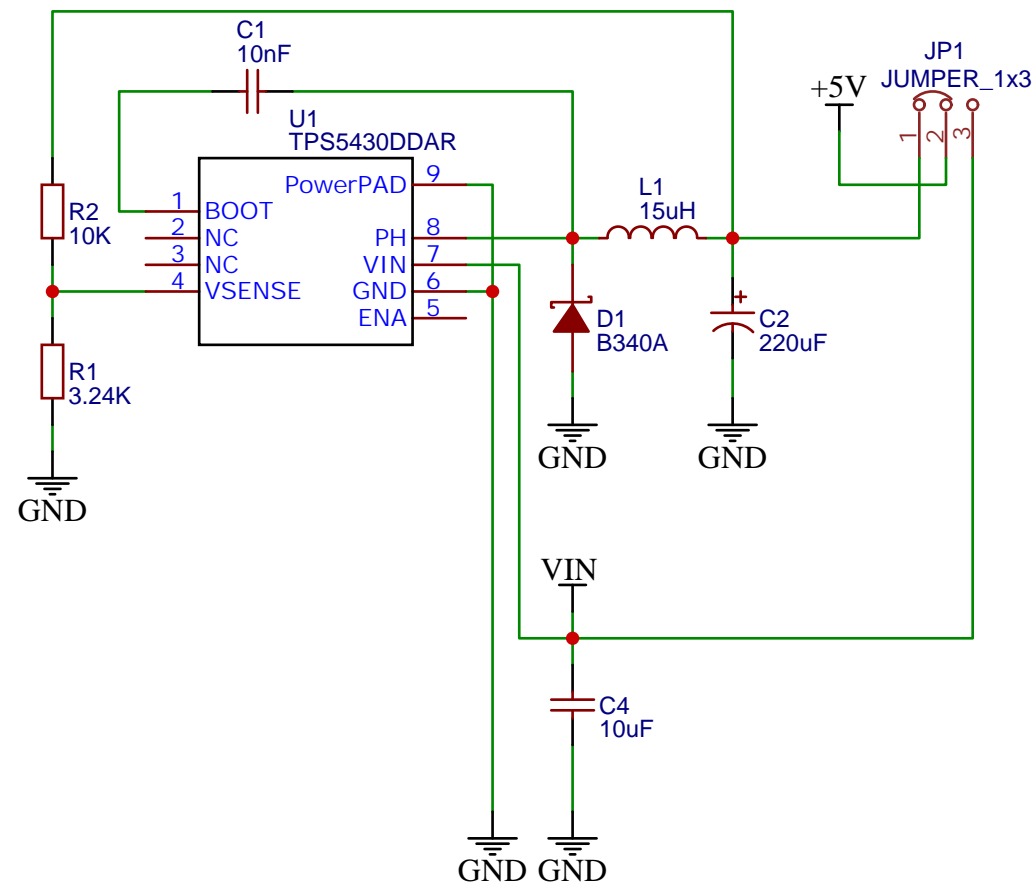 C1
10nF
JP1
JUMPER_1x3
+5V
1
2
3
U1
TPS5430DDAR
PowerPAD 9
1 BOOT
2 NC
3 NC
4 VSENSE
PH 8
VIN 7
GND 6
ENA 5
R2
10K
L1
15uH
R1
3.24K
D1
B340A
+
C2
220uF
GND
GND
GND
VIN
C4
10uF
GND
GND